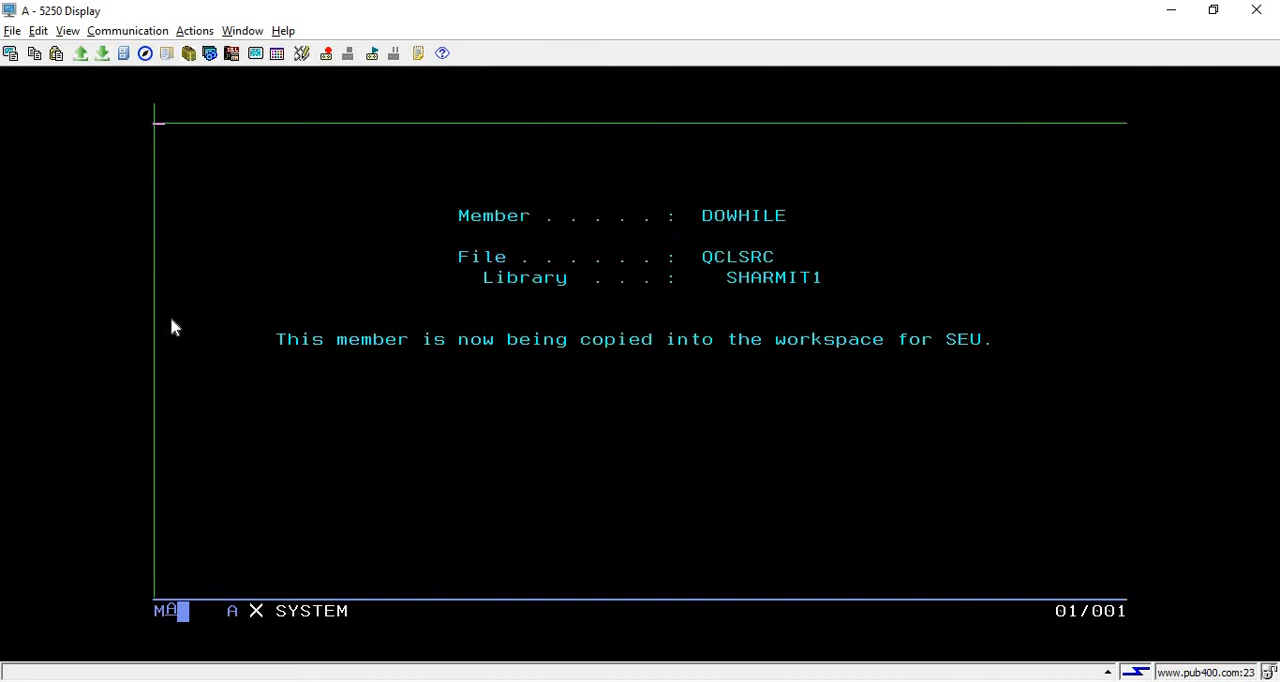 A - 5250 Display
File Edit View Communication Actions Window Help
Member . . . . . : DOWHILE
File . . . . . . : QCLSRC
Library . . . : SHARMIT1
This member is now being copied into the workspace for SEU.
MA A X SYSTEM 01/001
www.pub400.com:23